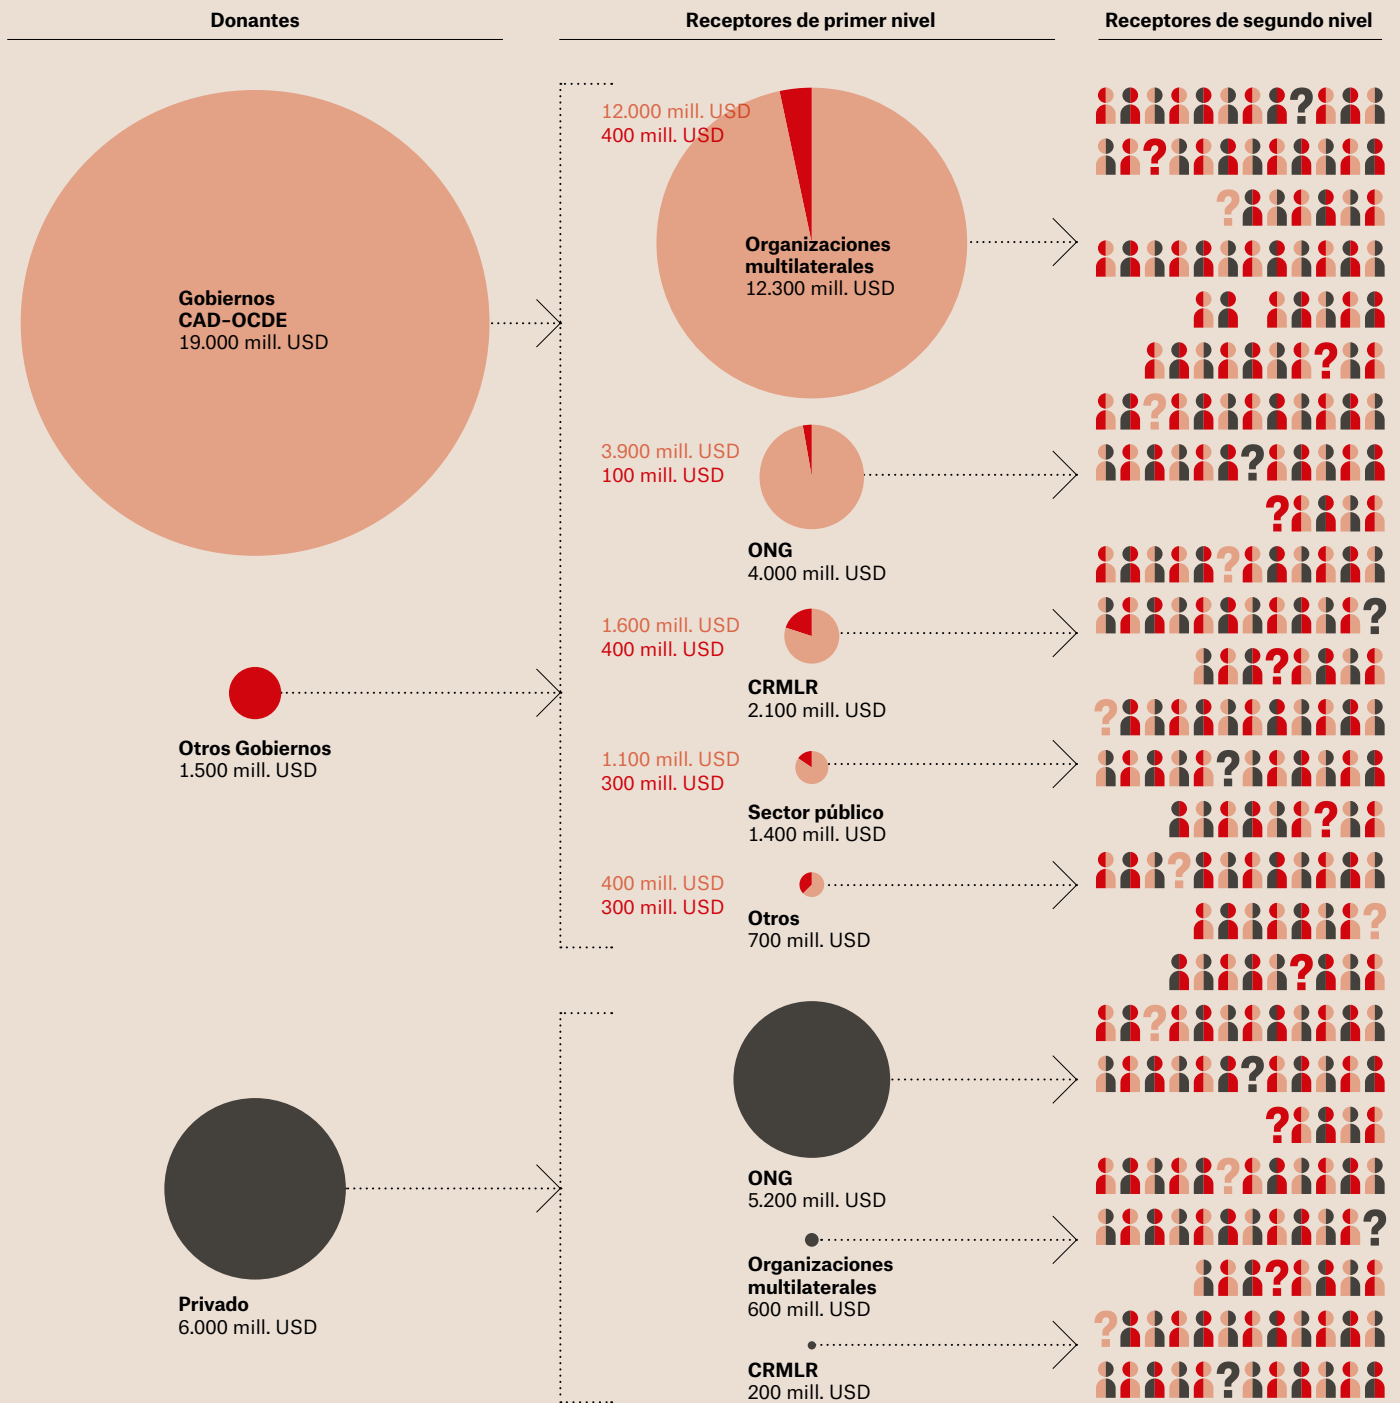 Donantes
Receptores de primer nivel
Receptores de segundo nivel
Gobiernos
CAD-OCDE
19.000 mill. USD
Otros Gobiernos
1.500 mill. USD
12.000 mill. USD
400 mill. USD
Organizaciones
multilaterales
12.300 mill. USD
3.900 mill. USD
100 mill. USD
ONG
4.000 mill. USD
1.600 mill. USD
400 mill. USD
CRMLR
2.100 mill. USD
1.100 mill. USD
300 mill. USD
Sector público
1.400 mill. USD
400 mill. USD
300 mill. USD
Otros
700 mill. USD
Privado
6.000 mill. USD
ONG
5.200 mill. USD
Organizaciones
multilaterales
600 mill. USD
CRMLR
200 mill. USD